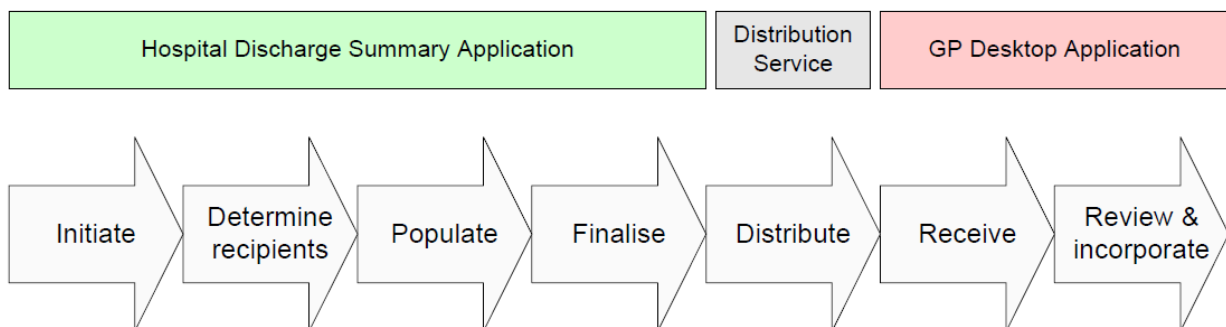 Hospital Discharge Summary Application
Distribution
Service
GP Desktop Application
Initiate
Determine
recipients
Populate
Finalise
Distribute
Receive
Review &
incorporate